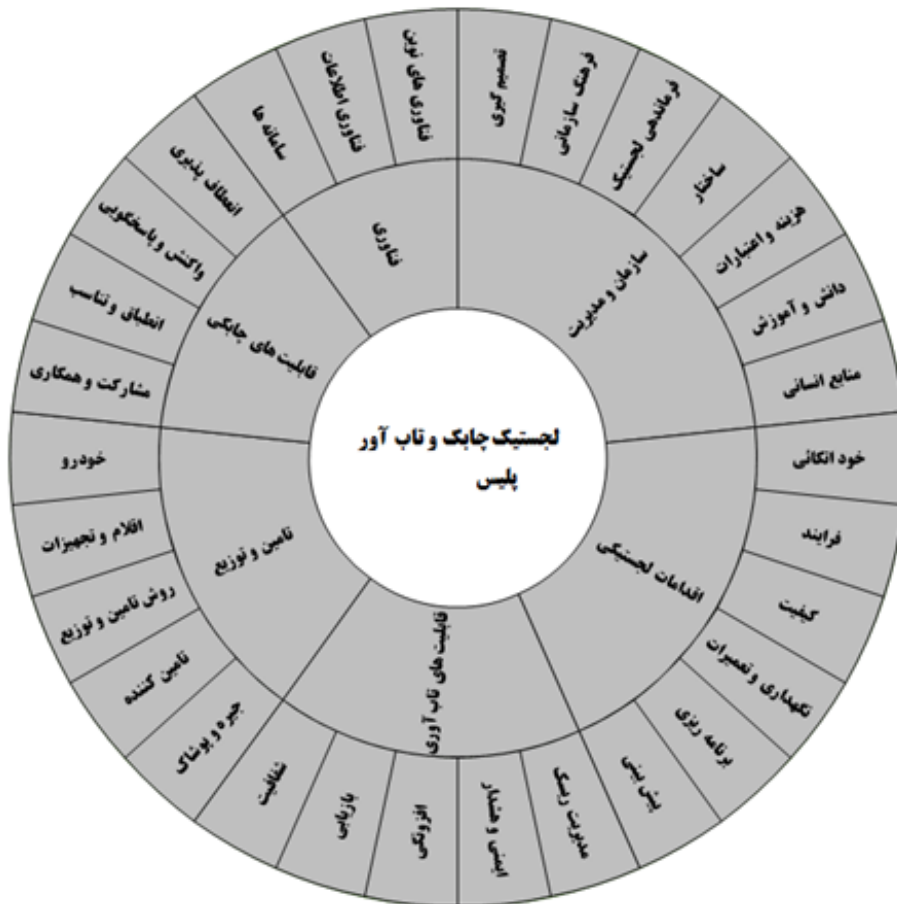 لجستیک چابک و تاب آور
پلیس
سازمان و مدیریت
اقدامات لجستیکی
قابلیت های تاب آوری
تامین و توزیع
قابلیت های چابکی
فناوری
تصمیم گیری
فرهنگ سازمانی
فرماندهی لجستیک
ساختار
هزینه و اعتبارات
دانش و آموزش
منابع انسانی
خود اتکائی
فرایند
کیفیت
نگهداری و تعمیرات
برنامه ریزی
پیش بینی
مدیریت ریسک
ایمنی و هشدار
افزونگی
بازیابی
شفافیت
جیره و پوشاک
تامین کننده
روش تامین و توزیع
اقلام و تجهیزات
خودرو
مشارکت و همکاری
انطباق و تناسب
واکنش و پاسخگویی
انعطاف پذیری
سامانه ها
فناوری اطلاعات
فناوری های نوین